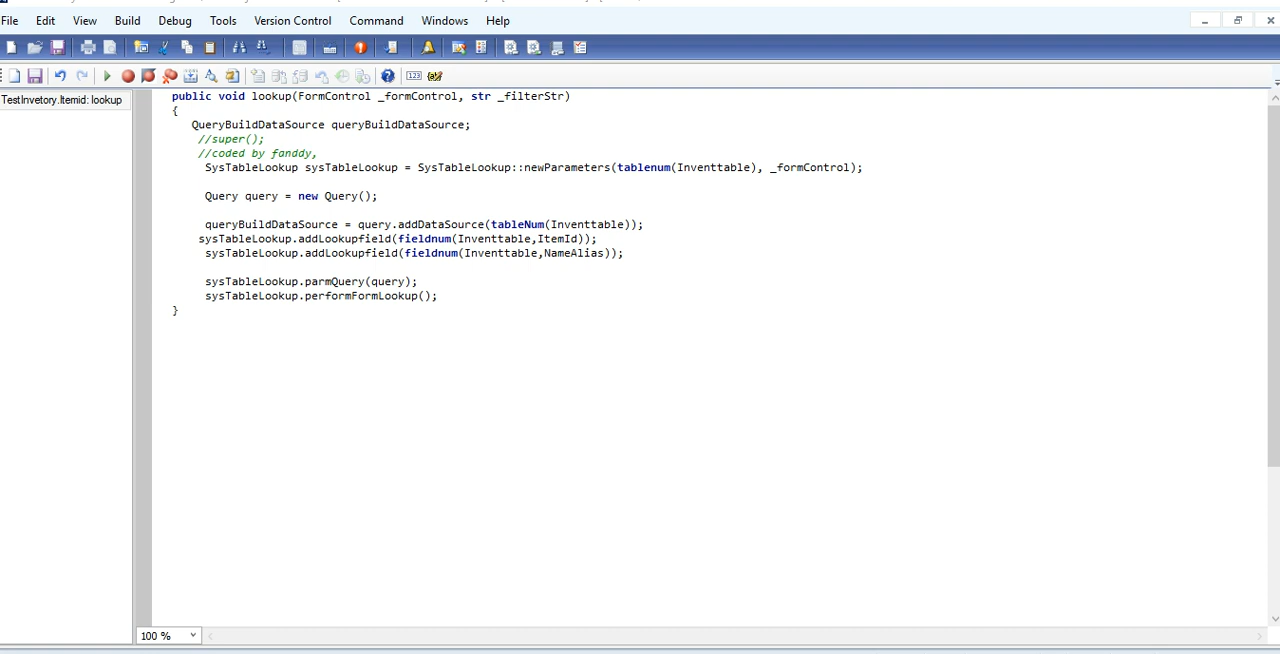 File Edit View Build Debug Tools Version Control Command Windows Help
TestInvetory.Itemid: lookup
public void lookup(FormControl _formControl, str _filterStr)
{
QueryBuildDataSource queryBuildDataSource;
//super();
//coded by fanddy,
SysTableLookup sysTableLookup = SysTableLookup::newParameters(tablenum(Inventtable), _formControl);
Query query = new Query();
queryBuildDataSource = query.addDataSource(tableNum(Inventtable));
sysTableLookup.addLookupfield(fieldnum(Inventtable,ItemId));
sysTableLookup.addLookupfield(fieldnum(Inventtable,NameAlias));
sysTableLookup.parmQuery(query);
sysTableLookup.performFormLookup();
}
100 %